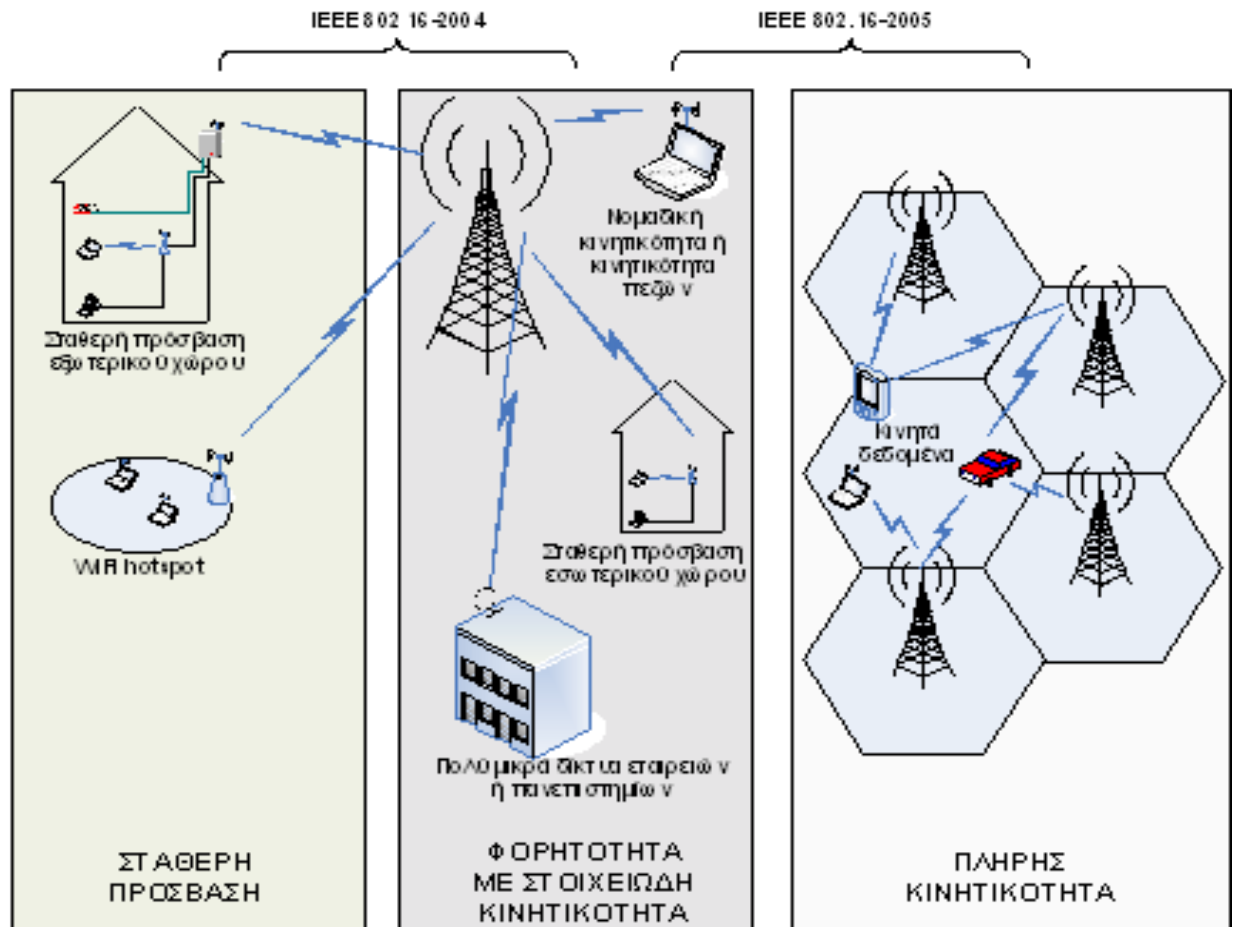 IEEE 802 16-2004
IEEE 802.16-2005
Σταθερή πρόσβαση
εξωτερικού χώρου
WiFi hotspot
ΣΤΑΘΕΡΗ
ΠΡΟΣΒΑΣΗ
Νομαδική
κινητικότητα ή
κινητικότητα
πεζών
Σταθερή πρόσβαση
εσωτερικού χώρου
Πολύ μικρά δίκτυα εταιρειών
ή πανεπιστημίων
ΦΟΡΗΤΟΤΗΤΑ
ΜΕ ΣΤΟΙΧΕΙΩΔΗ
ΚΙΝΗΤΙΚΟΤΗΤΑ
Κινητά
δεδομένα
ΠΛΗΡΗΣ
ΚΙΝΗΤΙΚΟΤΗΤΑ